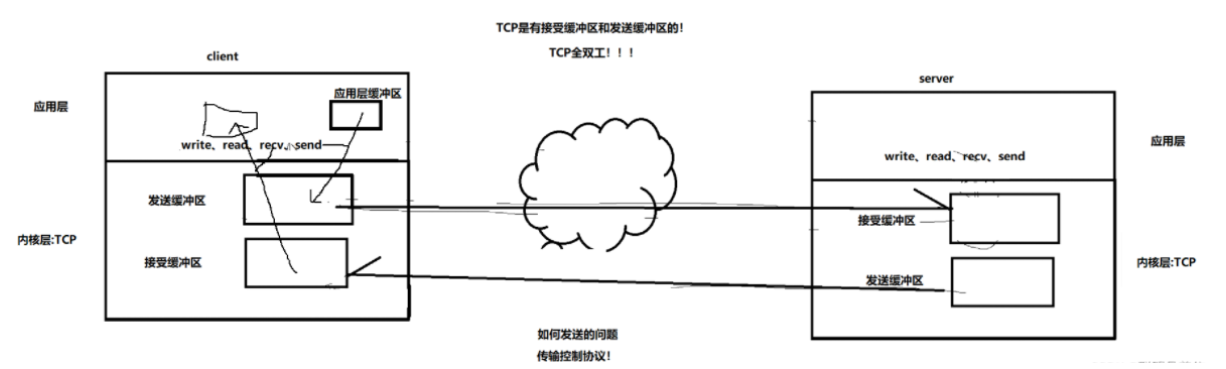 TCP是有接受缓冲区和发送缓冲区的!
TCP全双工!!!
client
server
应用层
应用层缓冲区
write、read、recv、send
应用层
write、read、recv、send
发送缓冲区
接受缓冲区
内核层:TCP
接受缓冲区
内核层:TCP
发送缓冲区
如何发送的问题
传输控制协议!